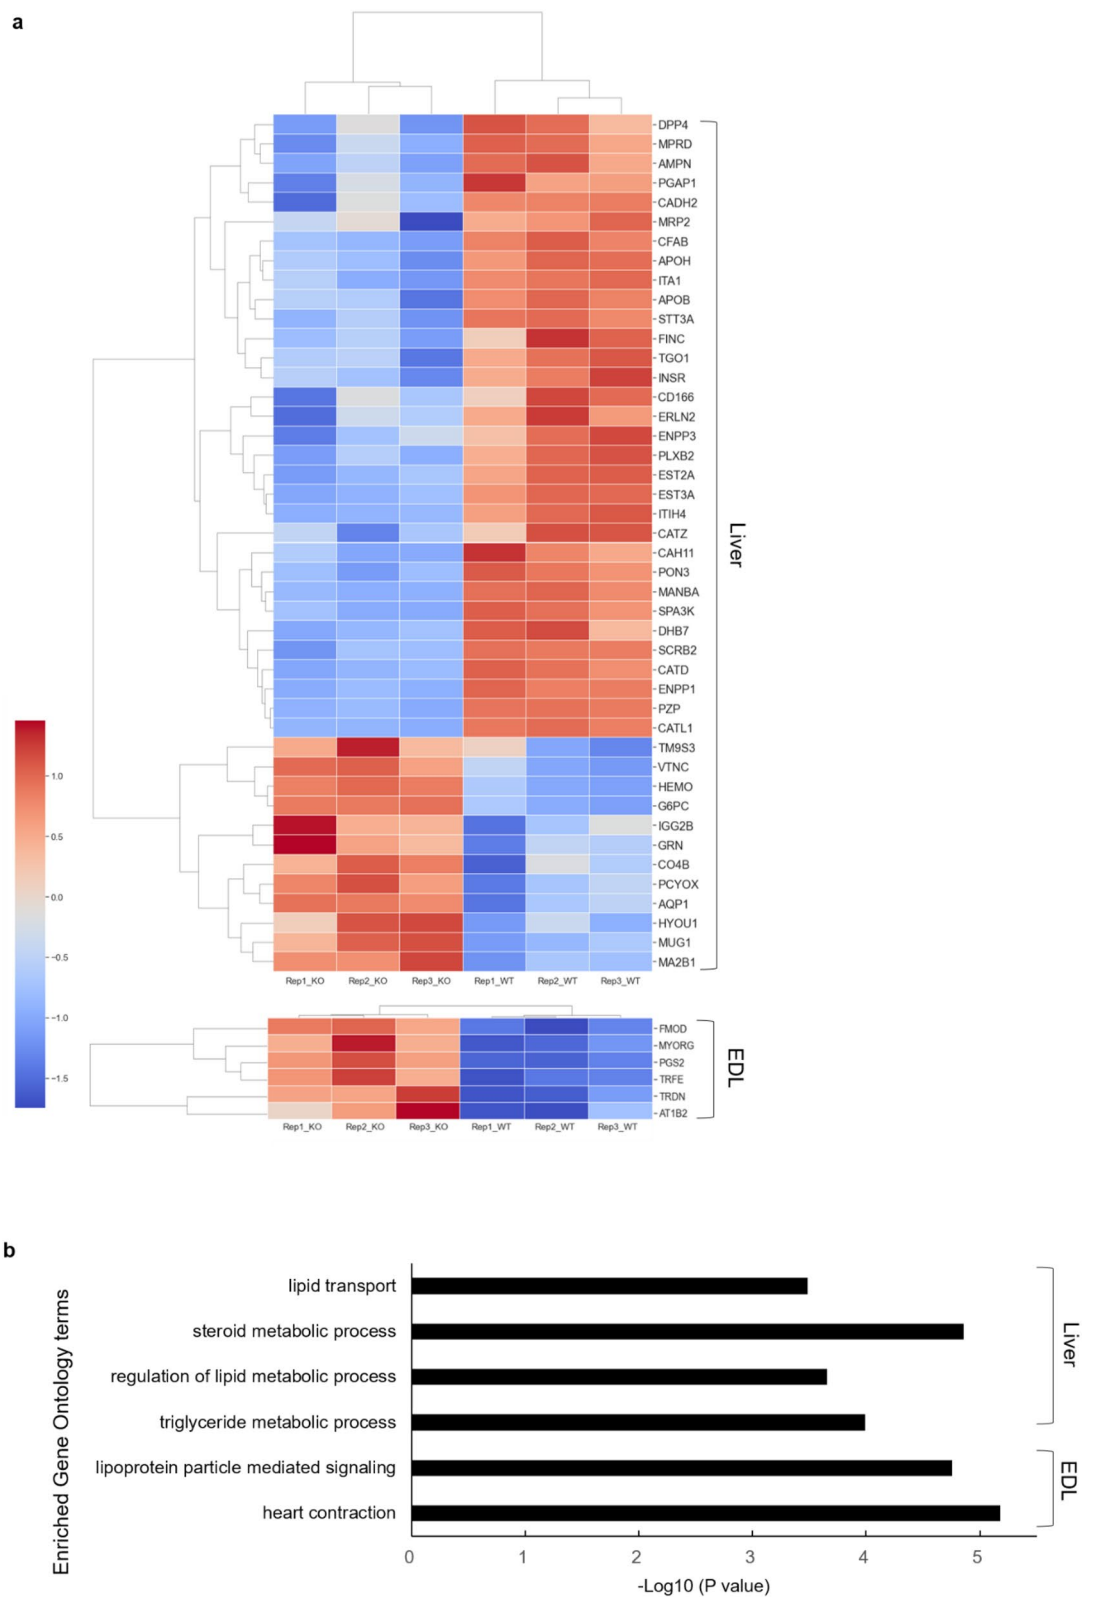 a
DPP4
MPRD
AMPN
PGAP1
CADH2
MRP2
CFAB
APOH
ITA1
APOB
STT3A
FINC
TGO1
INSR
CD166
ERLN2
ENPP3
PLXB2
EST2A
EST3A
ITIH4
CATZ
CAH11
PON3
MANBA
SPA3K
DHB7
SCRB2
CATD
ENPP1
PZP
CATL1
TM9S3
VTNC
HEMO
G6PC
IGG2B
GRN
CO4B
PCYOX
AQP1
HYOU1
MUG1
MA2B1
Liver
1.0
0.5
0.0
−0.5
−1.0
−1.5
Rep1_KO Rep2_KO Rep3_KO Rep1_WT Rep2_WT Rep3_WT
FMOD
MYORG
PGS2
TRFE
TRDN
AT1B2
EDL
Rep1_KO Rep2_KO Rep3_KO Rep1_WT Rep2_WT Rep3_WT
b
Enriched Gene Ontology terms
lipid transport
steroid metabolic process
regulation of lipid metabolic process
triglyceride metabolic process
lipoprotein particle mediated signaling
heart contraction
Liver
EDL
0 1 2 3 4 5
-Log10 (P value)